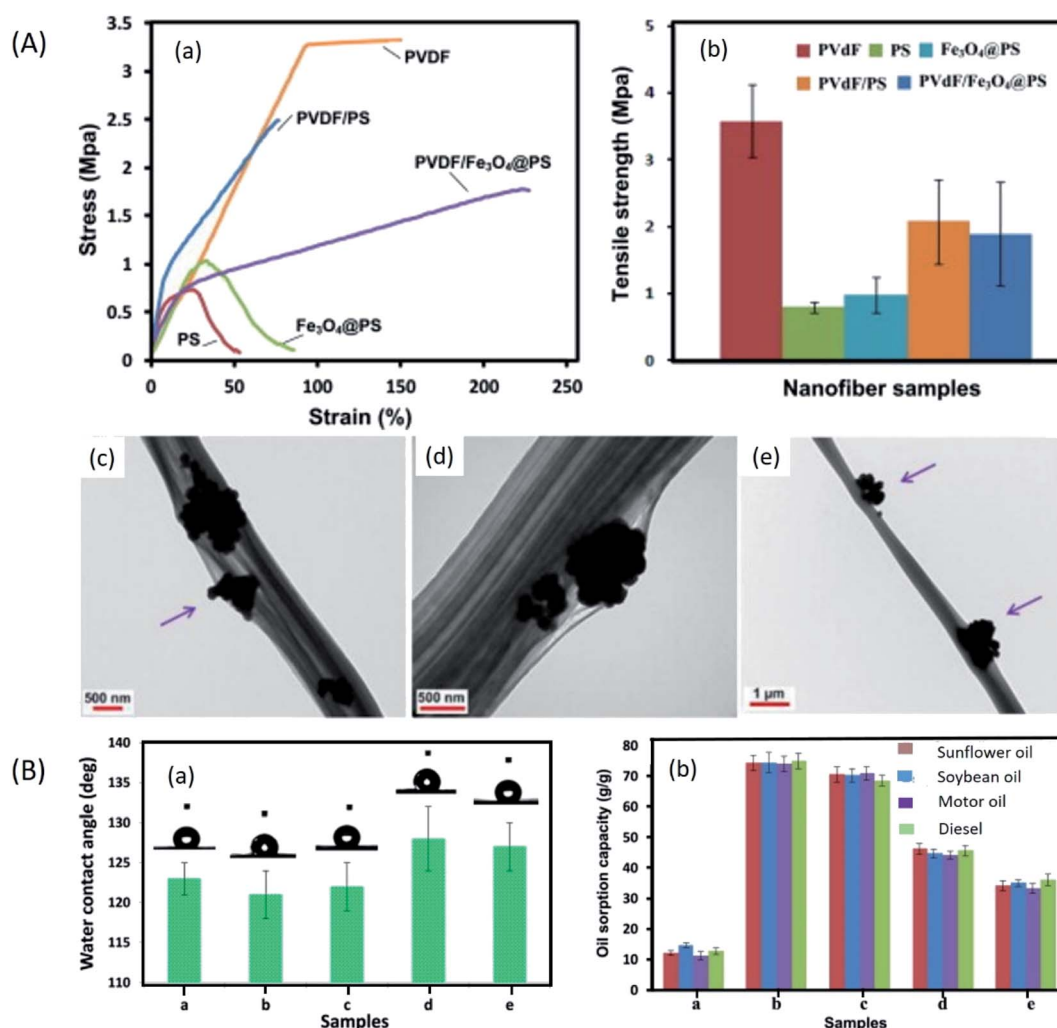 (A)
(a)
3.5
3
2.5
2
1.5
1
0.5
0
0
50
100
150
200
250
Stress (Mpa)
Strain (%)
PVDF
PVDF/PS
PVDF/Fe₃O₄@PS
Fe₃O₄@PS
PS
(b)
5
4
3
2
1
0
Tensile strength (Mpa)
PVdF PS Fe₃O₄@PS
PVdF/PS PVdF/Fe₃O₄@PS
Nanofiber samples
(c)
500 nm
(d)
500 nm
(e)
1 µm
(B)
(a)
140
135
130
125
120
115
110
Water contact angle (deg)
a b c d e
Samples
(b)
80
70
60
50
40
30
20
10
0
Oil sorption capacity (g/g)
Sunflower oil
Soybean oil
Motor oil
Diesel
a b c d e
Samples